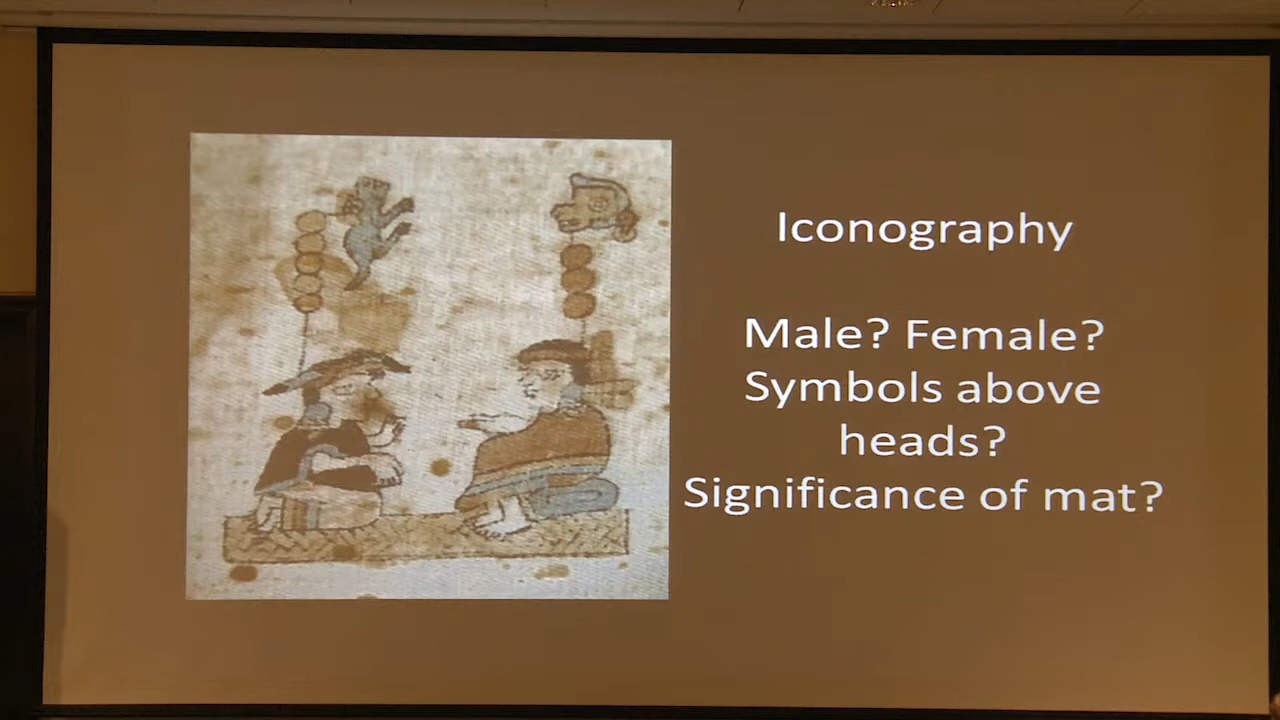 Iconography
Male? Female?
Symbols above
heads?
Significance of mat?